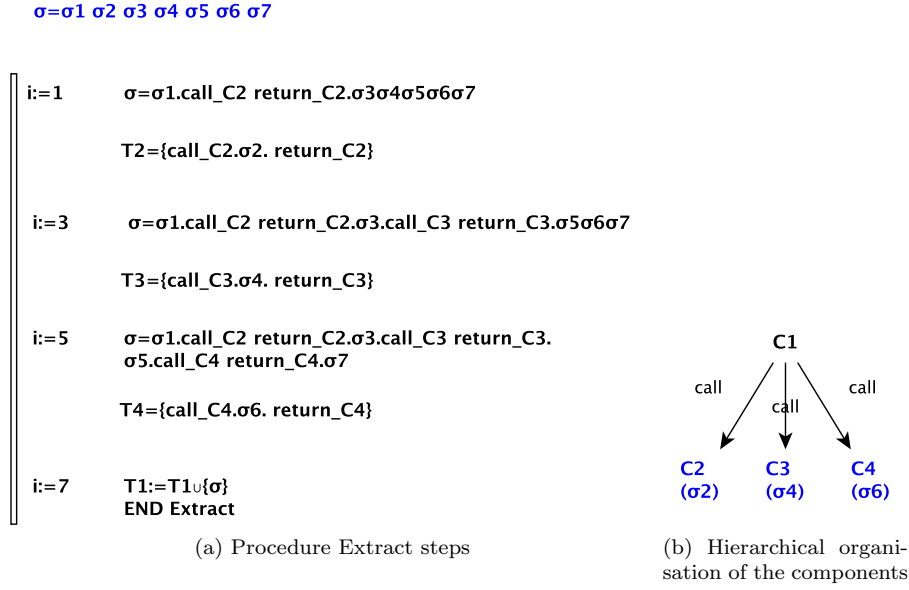 σ=σ1 σ2 σ3 σ4 σ5 σ6 σ7
i:=1 σ=σ1.call_C2 return_C2.σ3σ4σ5σ6σ7
T2={call_C2.σ2. return_C2}
i:=3 σ=σ1.call_C2 return_C2.σ3.call_C3 return_C3.σ5σ6σ7
T3={call_C3.σ4. return_C3}
i:=5 σ=σ1.call_C2 return_C2.σ3.call_C3 return_C3.
σ5.call_C4 return_C4.σ7
T4={call_C4.σ6. return_C4}
i:=7 T1:=T1∪{σ}
END Extract
(a) Procedure Extract steps
C1
call
call
call
C2
(σ2)
C3
(σ4)
C4
(σ6)
(b) Hierarchical organi-
sation of the components